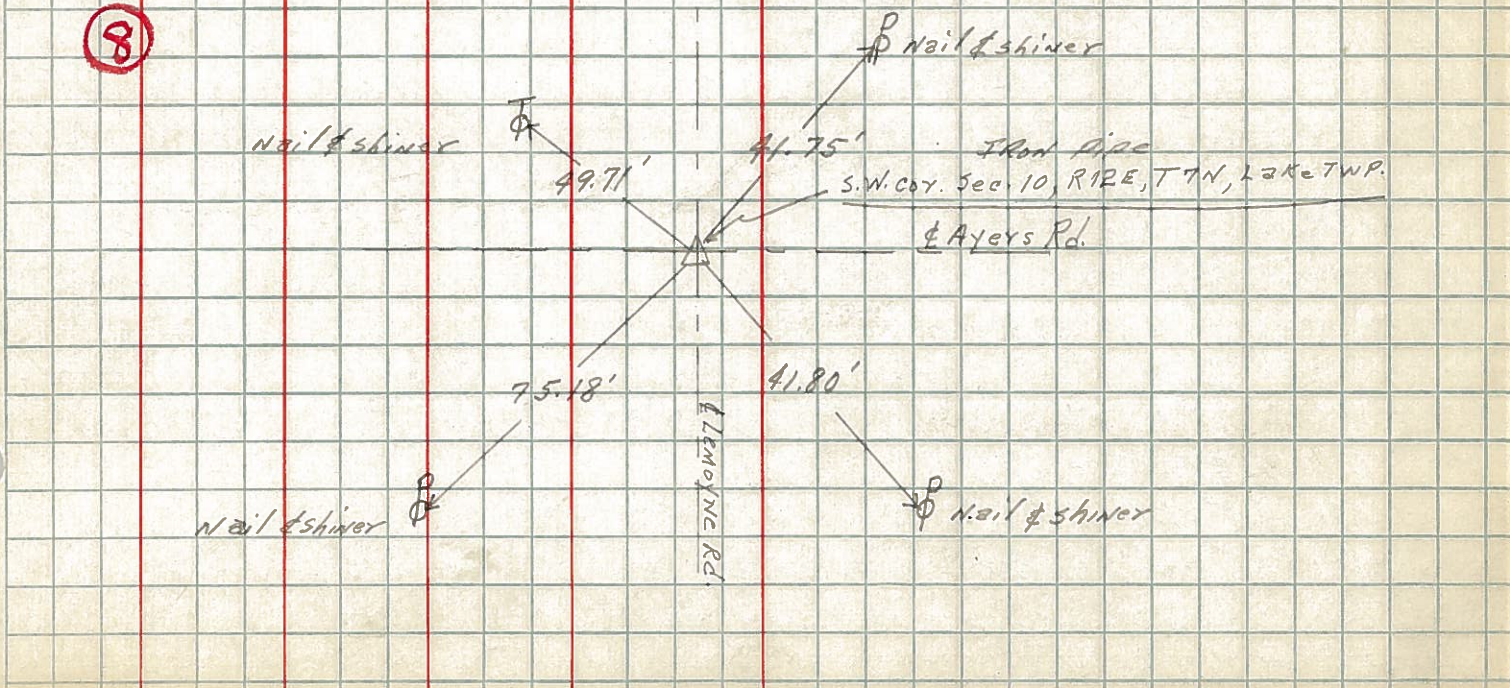 8
P
Nail & shiner
T
Nail & shiner
41.75'
Iron Pipe
49.71'
S.W. cor. Sec. 10, R12E, T7N, Lake TWP.
℄ Ayers Rd.
75.18'
41.80'
℄ Lemoyne Rd.
P
Nail & shiner
P
Nail & shiner